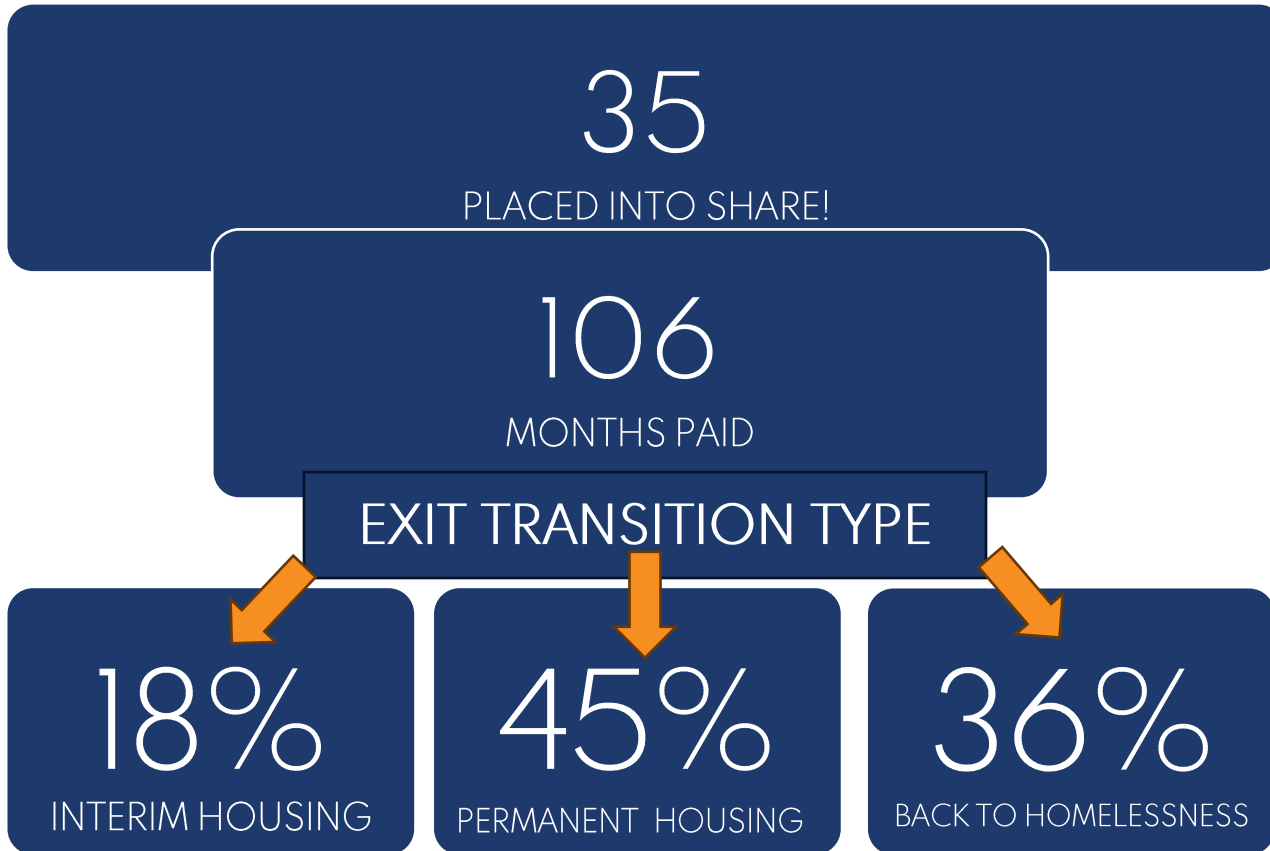 35
PLACED INTO SHARE!
106
MONTHS PAID
EXIT TRANSITION TYPE
18%
INTERIM HOUSING
45%
PERMANENT HOUSING
36%
BACK TO HOMELESSNESS